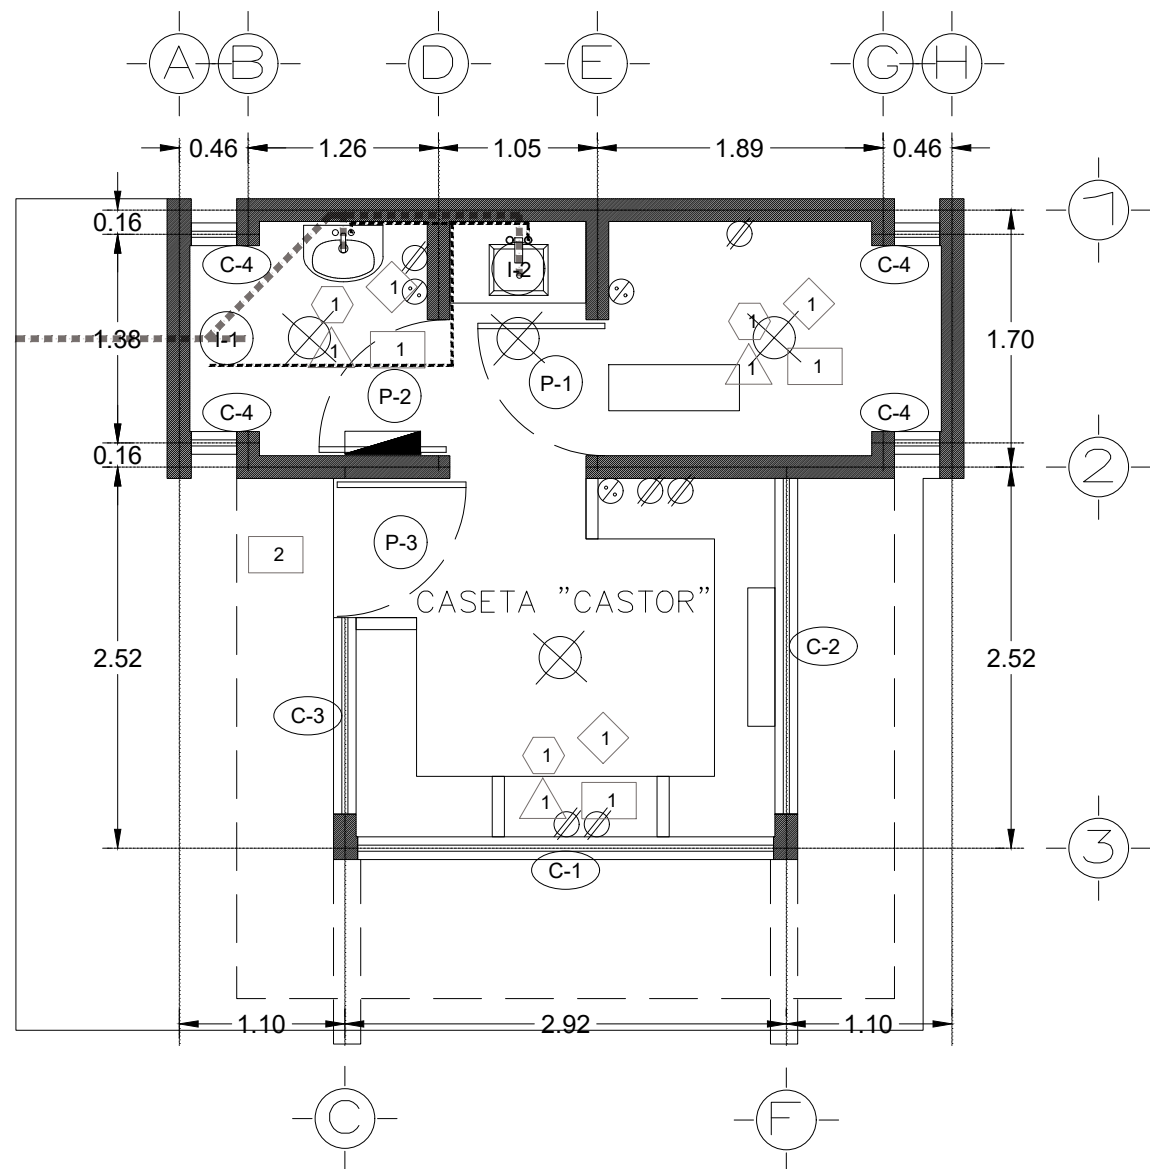 A B D E G H
0.46 1.26 1.05 1.89 0.46
1
0.16
C-4 I-2 C-4
1 1
1 1
1.38 I-1 1.70
1 1 1 1
P-2 P-1
C-4 C-4
0.16 2
P-3
2
CASETA "CASTOR"
2.52 C-2 2.52
C-3
1 1
1 1
3
C-1
1.10 2.92 1.10
C F